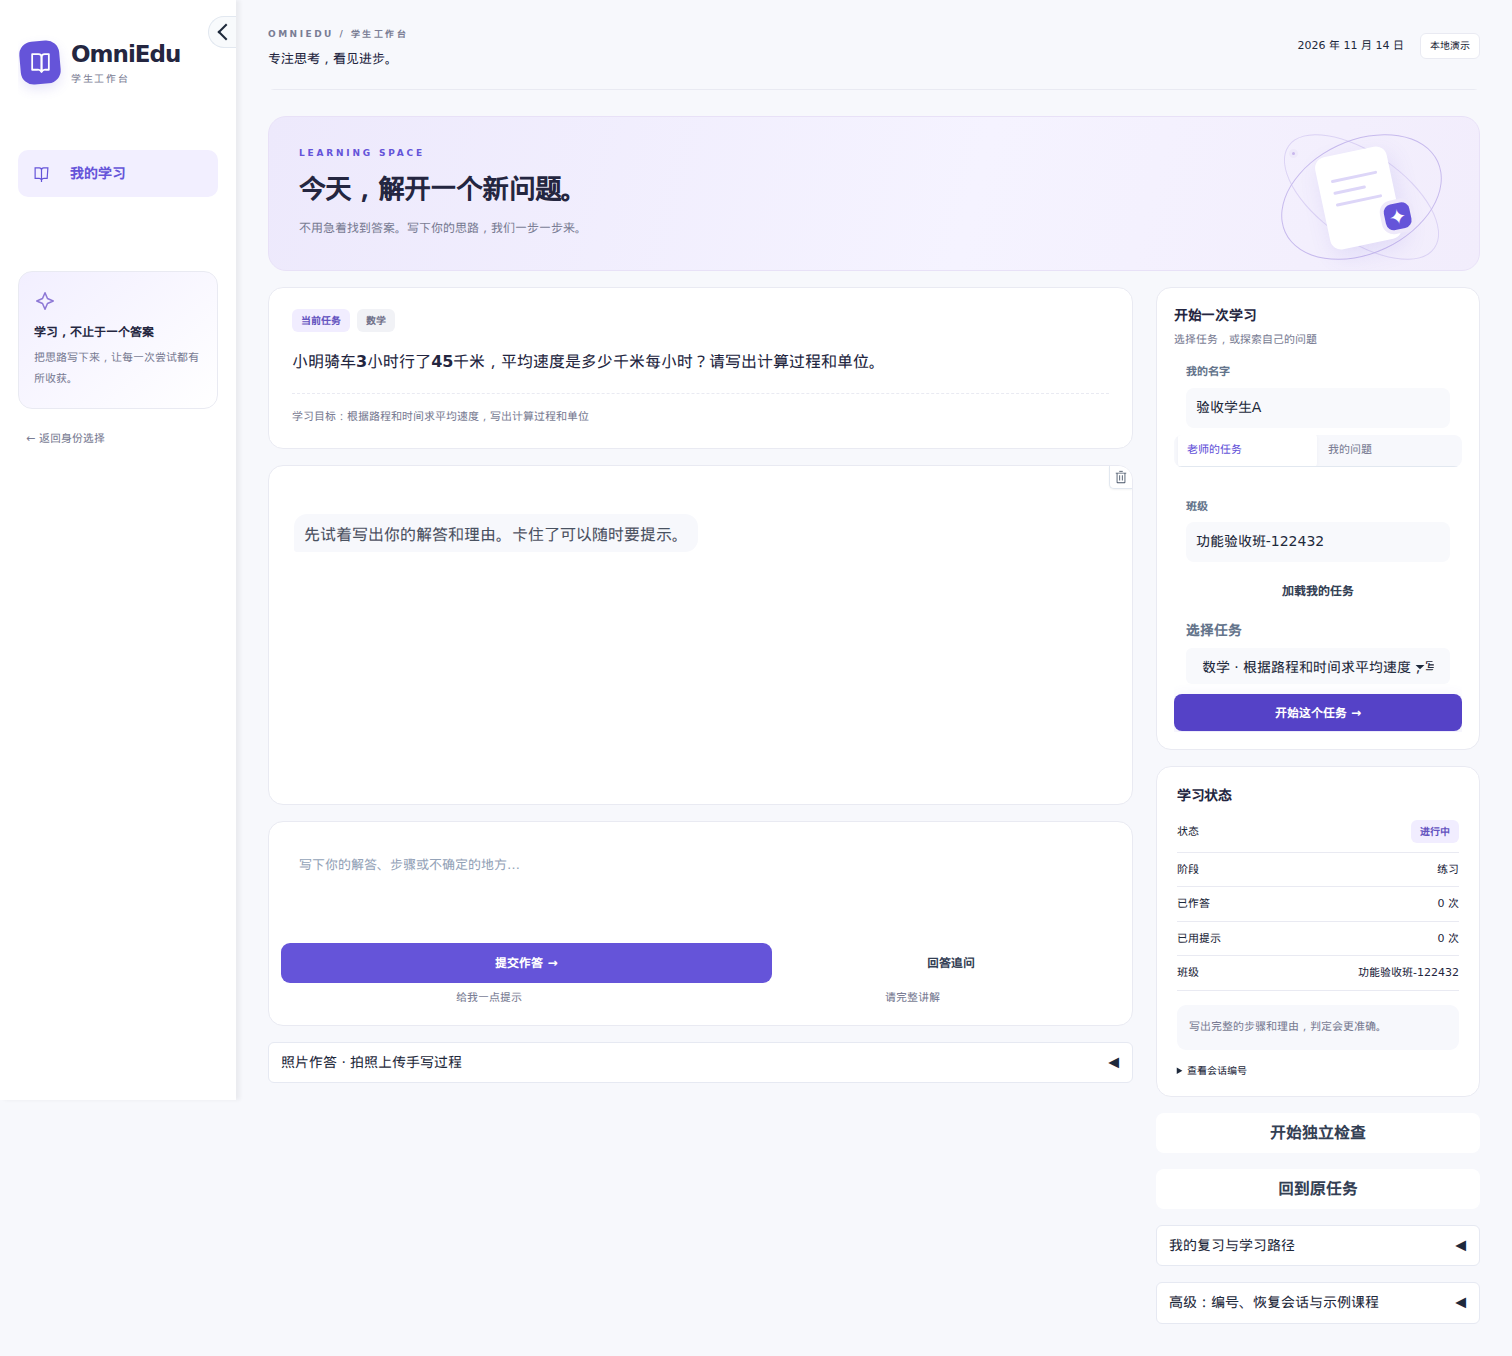 OmniEdu
学生工作台
我的学习
学习，不止于一个答案
把思路写下来，让每一次尝试都有
所收获。
← 返回身份选择
OMNIEDU / 学生工作台
专注思考，看见进步。
2026 年 11 月 14 日
本地演示
LEARNING SPACE
今天，解开一个新问题。
不用急着找到答案。写下你的思路，我们一步一步来。
当前任务 数学
小明骑车3小时行了45千米，平均速度是多少千米每小时？请写出计算过程和单位。
学习目标：根据路程和时间求平均速度，写出计算过程和单位
先试着写出你的解答和理由。卡住了可以随时要提示。
写下你的解答、步骤或不确定的地方...
提交作答 →
回答追问
给我一点提示
请完整讲解
照片作答 · 拍照上传手写过程
开始一次学习
选择任务，或探索自己的问题
我的名字
验收学生A
老师的任务
我的问题
班级
功能验收班-122432
加载我的任务
选择任务
数学 · 根据路程和时间求平均速度，
开始这个任务 →
学习状态
状态 进行中
阶段 练习
已作答 0 次
已用提示 0 次
班级 功能验收班-122432
写出完整的步骤和理由，判定会更准确。
查看会话编号
开始独立检查
回到原任务
我的复习与学习路径
高级：编号、恢复会话与示例课程